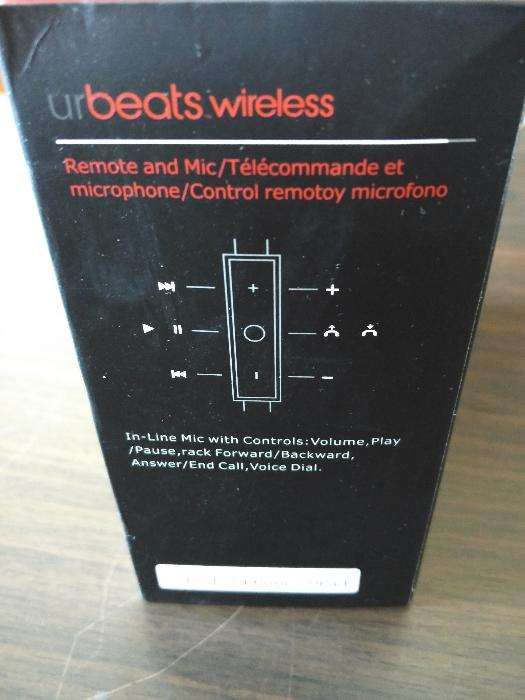 urbeats wireless
Remote and Mic/Télécommande et
microphone/Control remotoy microfono
In-Line Mic with Controls:Volume,Play
/Pause,rack Forward/Backward,
Answer/End Call,Voice Dial.